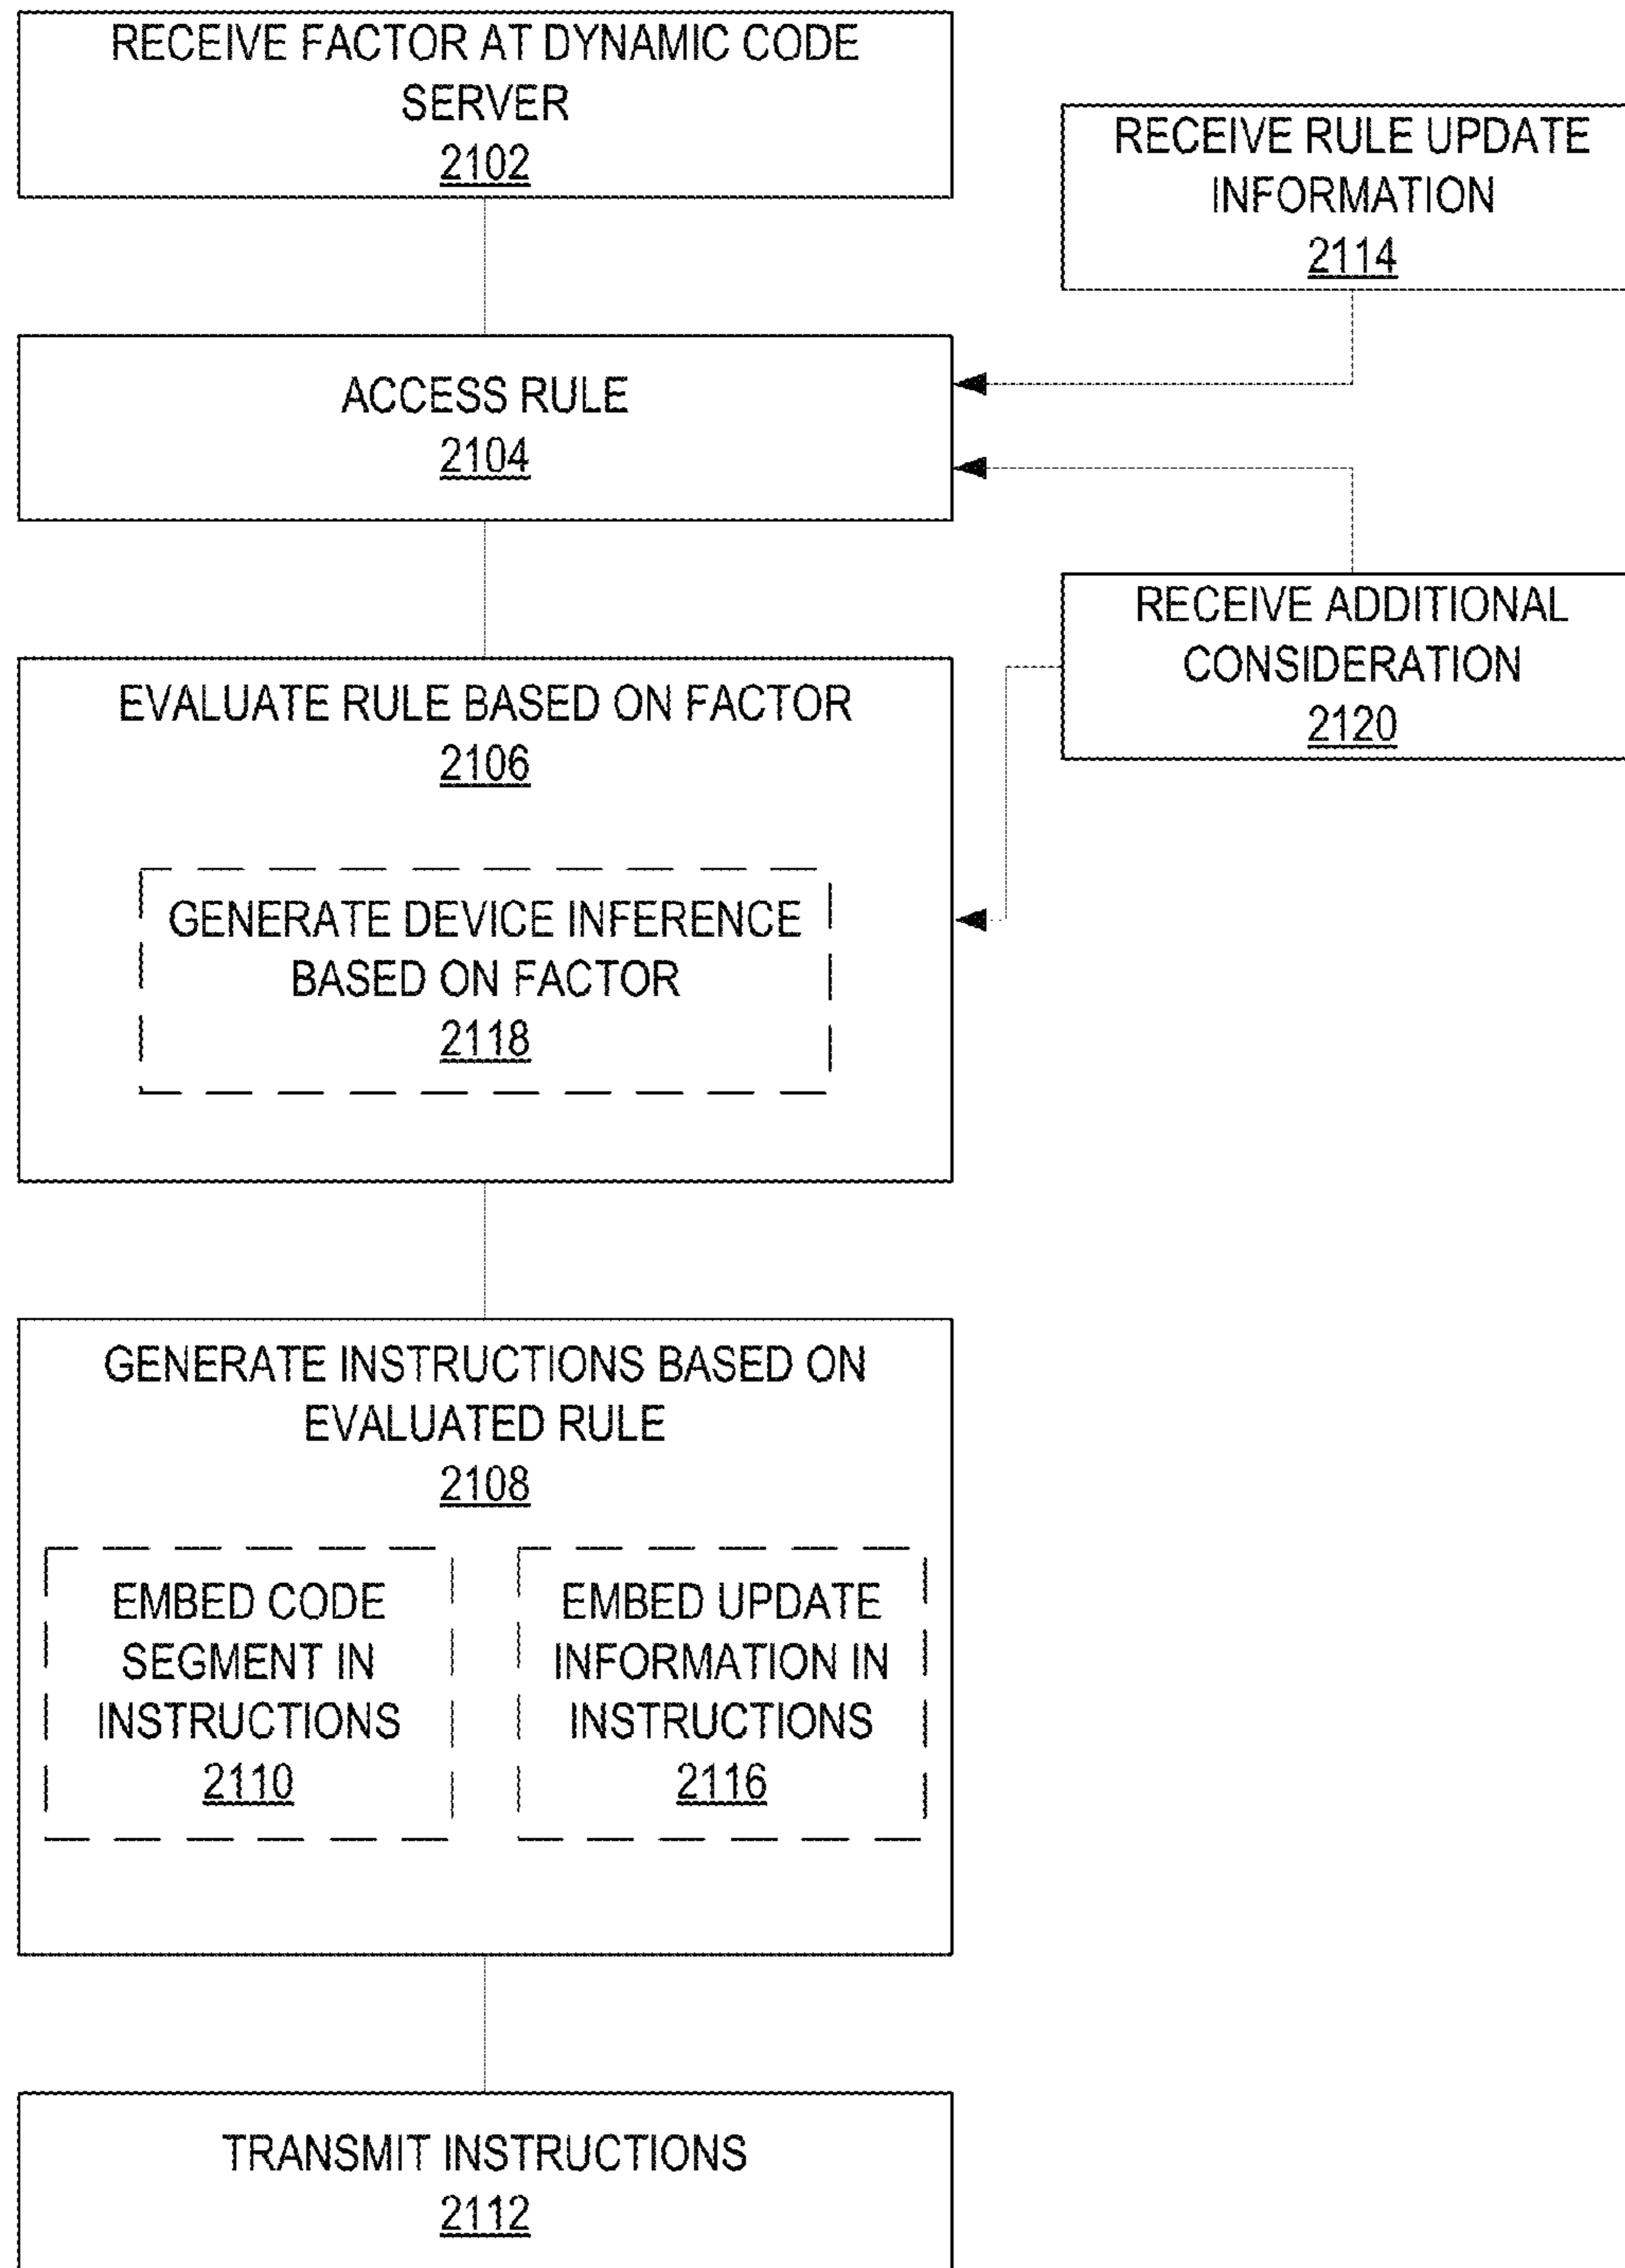 RECEIVE FACTOR AT DYNAMIC CODE
SERVER
2102
RECEIVE RULE UPDATE
INFORMATION
2114
ACCESS RULE
2104
RECEIVE ADDITIONAL
CONSIDERATION
2120
EVALUATE RULE BASED ON FACTOR
2106
GENERATE DEVICE INFERENCE
BASED ON FACTOR
2118
GENERATE INSTRUCTIONS BASED ON
EVALUATED RULE
2108
EMBED CODE
SEGMENT IN
INSTRUCTIONS
2110
EMBED UPDATE
INFORMATION IN
INSTRUCTIONS
2116
TRANSMIT INSTRUCTIONS
2112